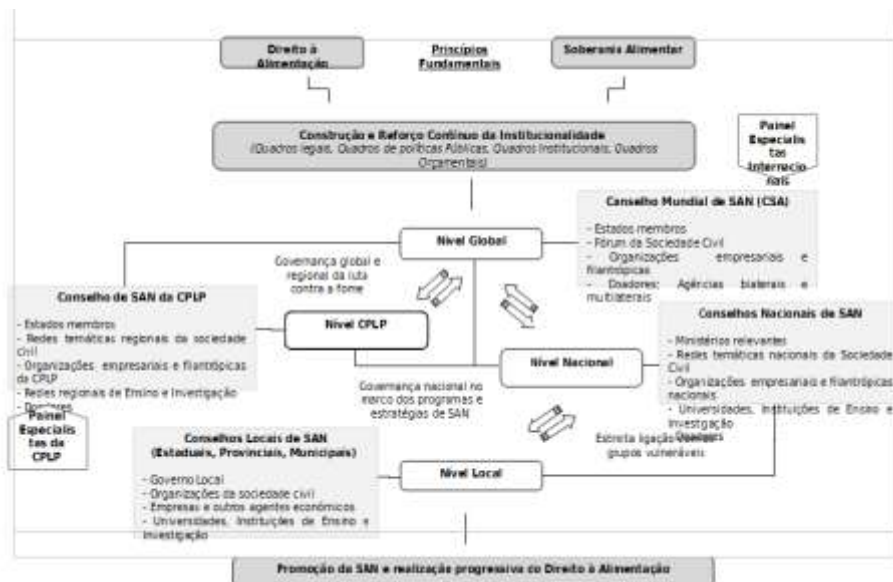 Direito à
Alimentação
Princípios
Fundamentais
Soberania Alimentar
Construção e Reforço Contínuo da Institucionalidade
(Quadros legais, Quadros de políticas Públicas, Quadros Institucionais, Quadros
Orçamentais)
Painel
Especialis
tas
Internacio
nais
Conselho Mundial de SAN (CSA)
- Estados membros
- Fórum da Sociedade Civil
- Organizações empresariais e
filantrópicas
- Doadores: Agências bilaterais e
multilaterais
Nível Global
Governança global e
regional da luta
contra a fome
Conselho de SAN da CPLP
- Estados membros
- Redes temáticas regionais da sociedade
civil
- Organizações empresariais e filantrópicas
da CPLP
- Redes regionais de Ensino e Investigação
- Doadores
Painel
Especialis
tas da
CPLP
Nível CPLP
Conselhos Nacionais de SAN
- Ministérios relevantes
- Redes temáticas nacionais da Sociedade
Civil
- Organizações empresariais e filantrópicas
nacionais
- Universidades, Instituições de Ensino e
Investigação
- Doadores
Nível Nacional
Governança nacional no
marco dos programas e
estratégias de SAN
Estreita ligação com os
grupos vulneráveis
Conselhos Locais de SAN
(Estaduais, Provinciais, Municipais)
- Governo Local
- Organizações da sociedade civil
- Empresas e outros agentes económicos
- Universidades, Instituições de Ensino e
Investigação
Nível Local
Promoção da SAN e realização progressiva do Direito à Alimentação